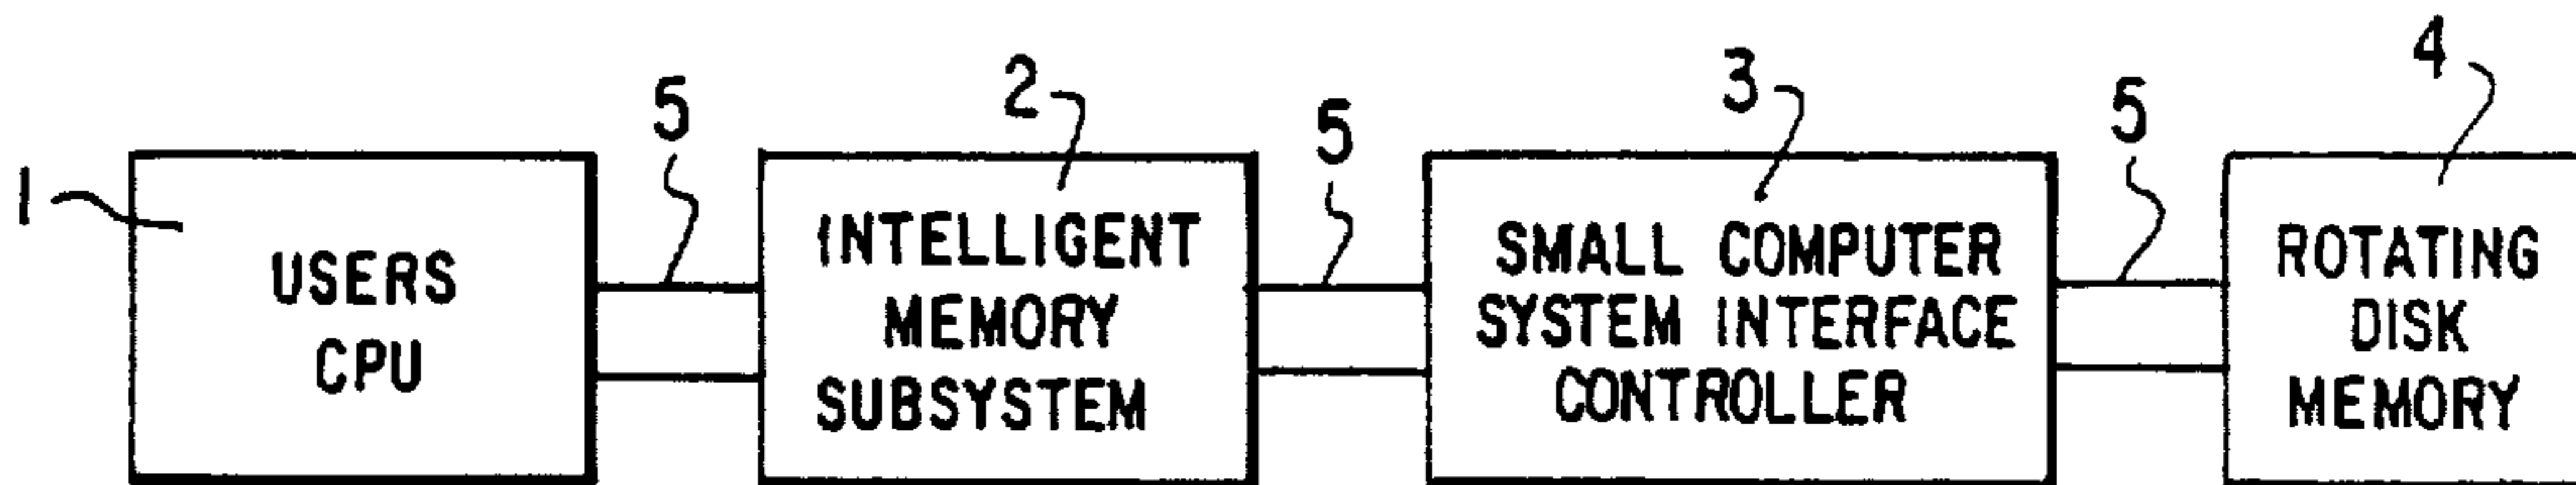 1
USERS
CPU
5
2
INTELLIGENT
MEMORY
SUBSYSTEM
5
3
SMALL COMPUTER
SYSTEM INTERFACE
CONTROLLER
5
4
ROTATING
DISK
MEMORY